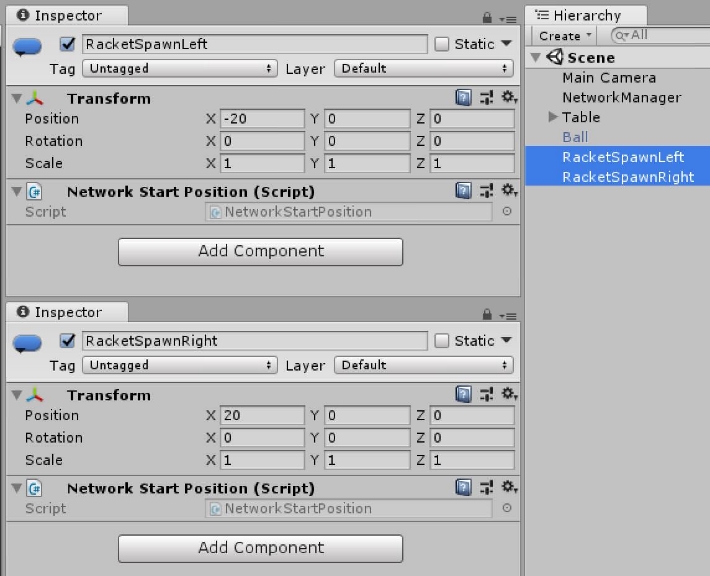 Inspector
RacketSpawnLeft
Static
Tag Untagged
Layer Default
Transform
Position X -20 Y 0 Z 0
Rotation X 0 Y 0 Z 0
Scale X 1 Y 1 Z 1
Network Start Position (Script)
Script NetworkStartPosition
Add Component
Inspector
RacketSpawnRight
Static
Tag Untagged
Layer Default
Transform
Position X 20 Y 0 Z 0
Rotation X 0 Y 0 Z 0
Scale X 1 Y 1 Z 1
Network Start Position (Script)
Script NetworkStartPosition
Add Component
Hierarchy
Create All
Scene
Main Camera
NetworkManager
Table
Ball
RacketSpawnLeft
RacketSpawnRight